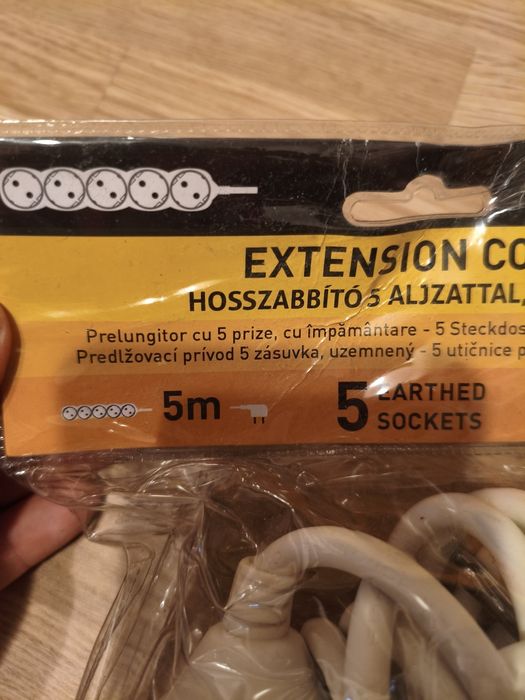 EXTENSION CO
HOSSZABBÍTÓ 5 ALJZATTAL,
Prelungitor cu 5 prize, cu împământare - 5 Steckdos
Predlžovací prívod 5 zásuvka, uzemnený - 5 utičnice p
5m
5 EARTHED
SOCKETS